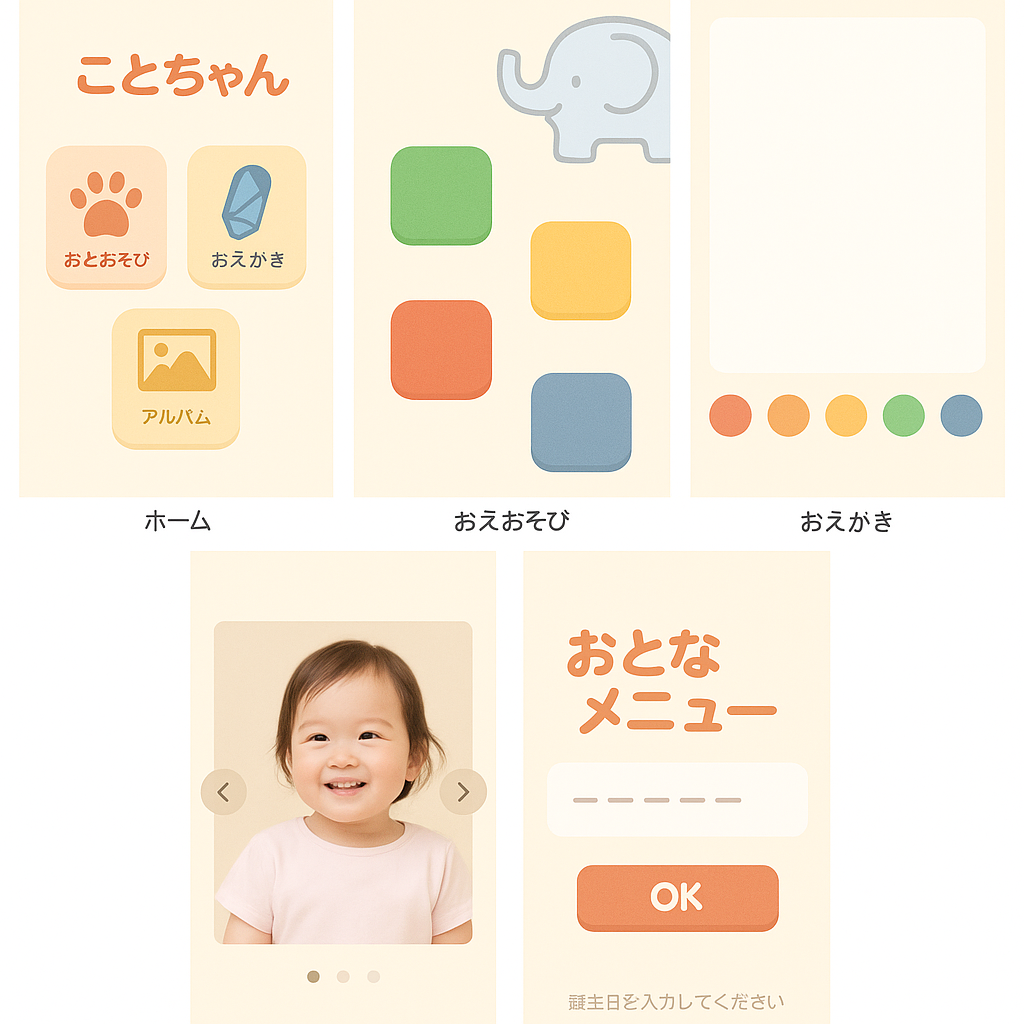 ことちゃん
おとおそび
おえかき
アルバム
ホーム
おえおそび
おえかき
おとな
メニュー
OK
誕主日を入力してください